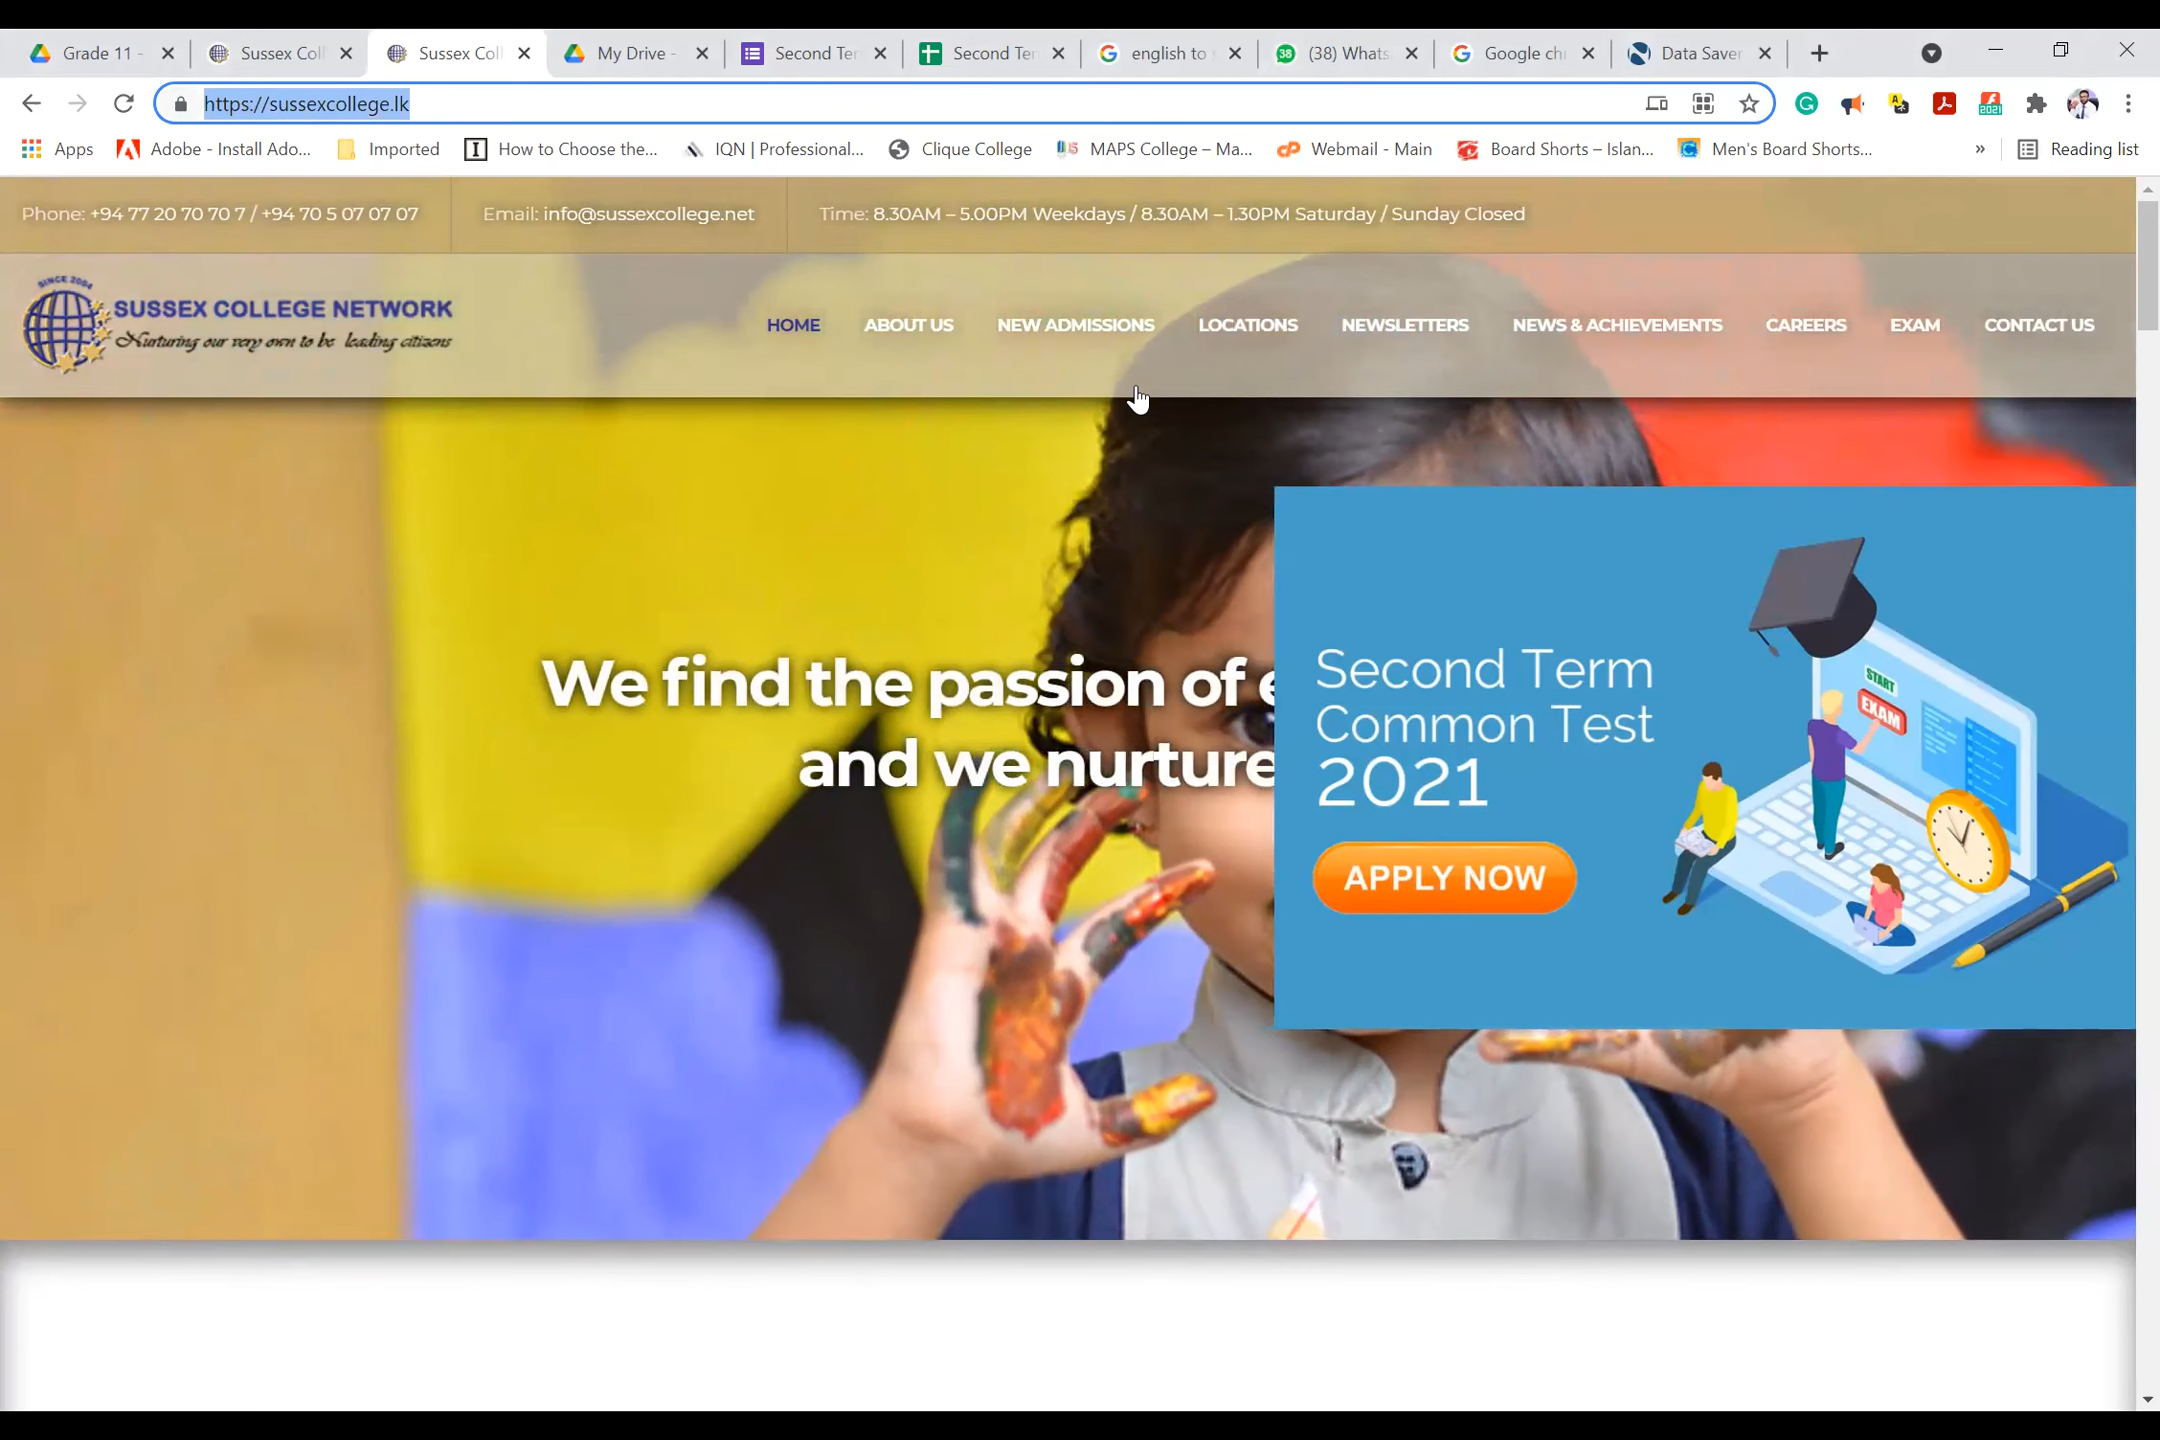 Grade 11 -
Sussex Coll
Sussex Coll
My Drive -
Second Ter
Second Ter
english to
38
(38) Whats
Google chr
Data Saver
https://sussexcollege.lk
2021
Apps
Adobe - Install Ado...
Imported
How to Choose the...
IQN | Professional...
Clique College
MAPS College – Ma...
Webmail - Main
Board Shorts – Islan...
Men's Board Shorts...
»
Reading list
Phone: +94 77 20 70 70 7 / +94 70 5 07 07 07
Email: info@sussexcollege.net
Time: 8.30AM – 5.00PM Weekdays / 8.30AM – 1.30PM Saturday / Sunday Closed
SINCE 2004
SUSSEX COLLEGE NETWORK
Nurturing our very own to be leading citizens
HOME
ABOUT US
NEW ADMISSIONS
LOCATIONS
NEWSLETTERS
NEWS & ACHIEVEMENTS
CAREERS
EXAM
CONTACT US
We find the passion of
and we nurture
Second Term
Common Test
2021
APPLY NOW
START
EXAM